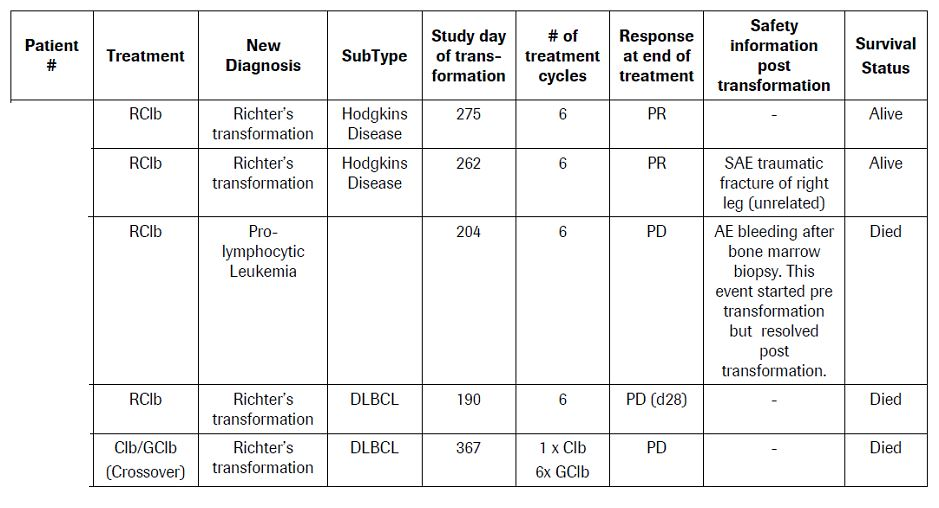 Patient # Treatment New Diagnosis SubType Study day of trans-formation # of treatment cycles Response at end of treatment Safety information post transformation Survival Status
RClb Richter's transformation Hodgkins Disease 275 6 PR - Alive
RClb Richter's transformation Hodgkins Disease 262 6 PR SAE traumatic fracture of right leg (unrelated) Alive
RClb Pro-lymphocytic Leukemia 204 6 PD AE bleeding after bone marrow biopsy. This event started pre transformation but resolved post transformation. Died
RClb Richter's transformation DLBCL 190 6 PD (d28) - Died
Clb/GClb (Crossover) Richter's transformation DLBCL 367 1 x Clb 6x GClb PD - Died